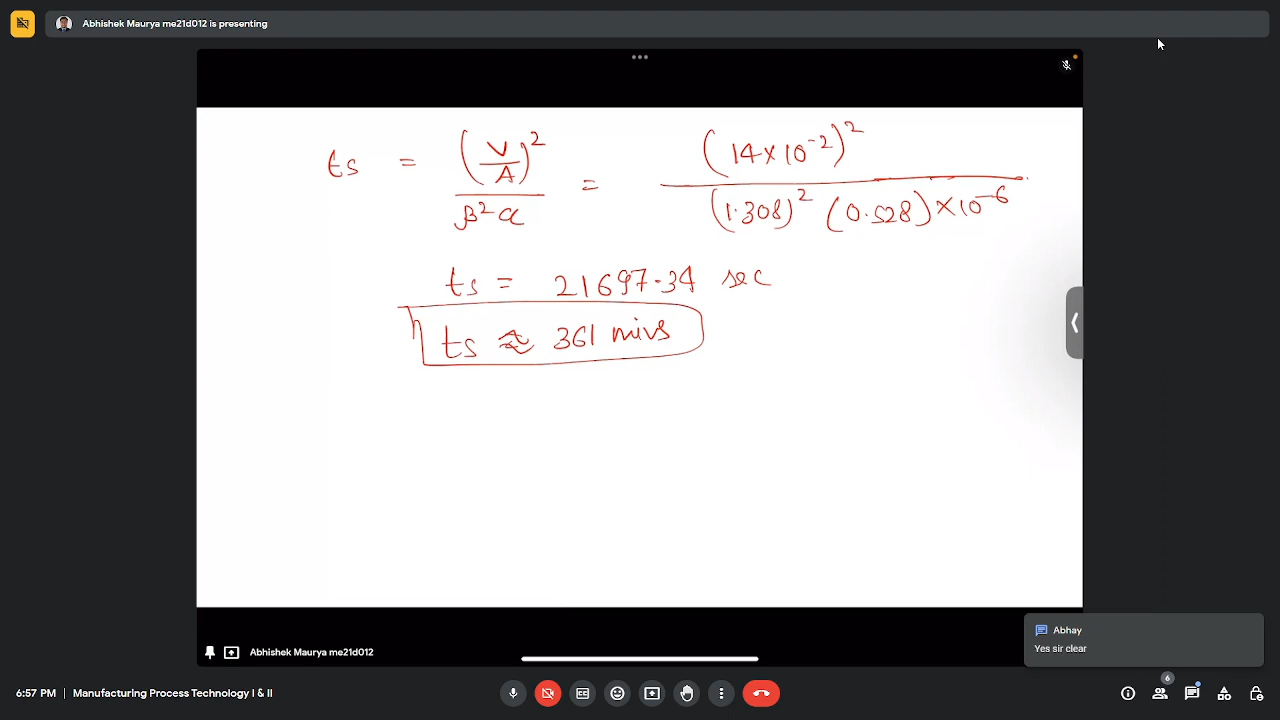 Abhishek Maurya me21d012 is presenting
ts = (V/A)² / β²α = (14×10⁻²)² / (1.308)² (0.528)×10⁻⁶
ts = 21697.34 sec
ts ≈ 361 mins
Abhay
Yes sir clear
Abhishek Maurya me21d012
6:57 PM | Manufacturing Process Technology I & II
6